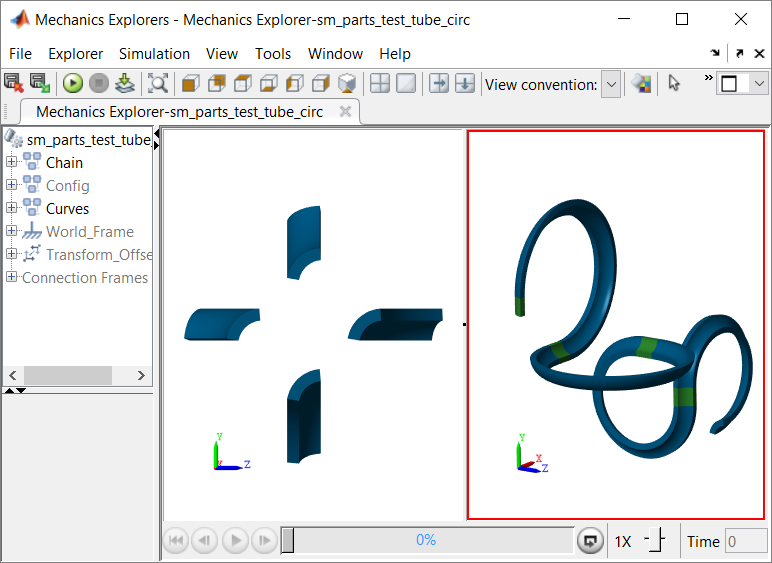 Mechanics Explorers - Mechanics Explorer-sm_parts_test_tube_circ
File Explorer Simulation View Tools Window Help
View convention:
»
Mechanics Explorer-sm_parts_test_tube_circ
sm_parts_test_tube_
Chain
Config
Curves
World_Frame
Transform_Offse
Connection Frames
Y
X
Z
Y
X
Z
0%
1X
Time 0